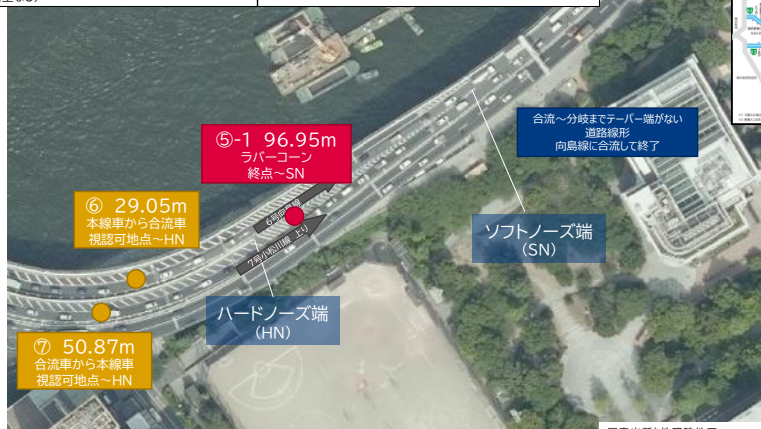 ⑤-1 96.95m
ラバーコーン
終点～SN
合流～分岐までテーパー端がない
道路線形
向島線に合流して終了
⑥ 29.05m
本線車から合流車
視認可地点～HN
6号向島線
7号小松川線 上り
ソフトノーズ端
(SN)
ハードノーズ端
(HN)
⑦ 50.87m
合流車から本線車
視認可地点～HN